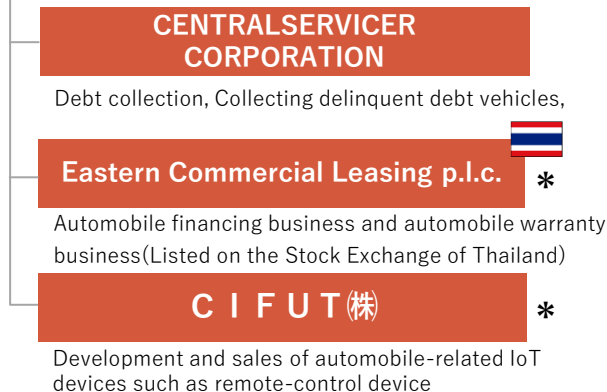 CENTRALSERVICER
CORPORATION
Debt collection, Collecting delinquent debt vehicles,
Eastern Commercial Leasing p.l.c.
*
Automobile financing business and automobile warranty
business(Listed on the Stock Exchange of Thailand)
ＣＩＦＵＴ㈱
*
Development and sales of automobile-related IoT
devices such as remote-control device